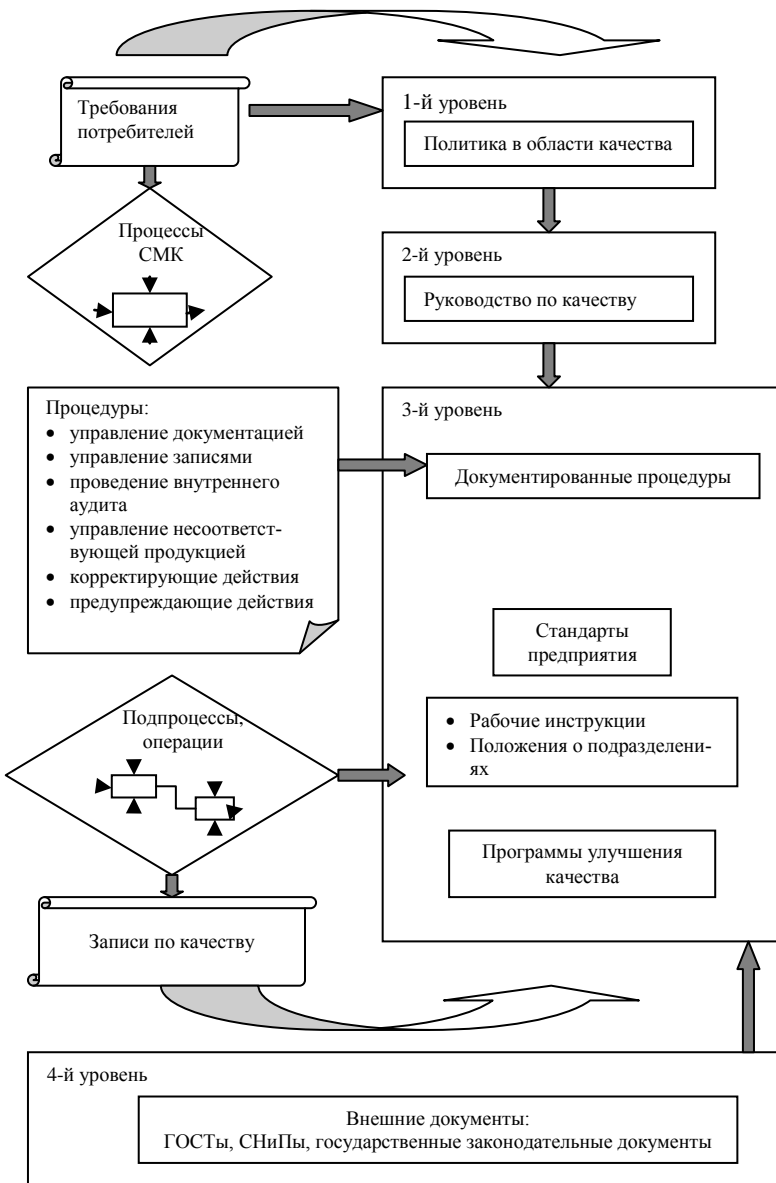 Требования
потребителей
1-й уровень
Политика в области качества
Процессы
СМК
2-й уровень
Руководство по качеству
Процедуры:
• управление документацией
• управление записями
• проведение внутреннего
аудита
• управление несоответст-
вующей продукцией
• корректирующие действия
• предупреждающие действия
3-й уровень
Документированные процедуры
Стандарты
предприятия
• Рабочие инструкции
• Положения о подразделени-
ях
Программы улучшения
качества
Подпроцессы,
операции
Записи по качеству
4-й уровень
Внешние документы:
ГОСТы, СНиПы, государственные законодательные документы